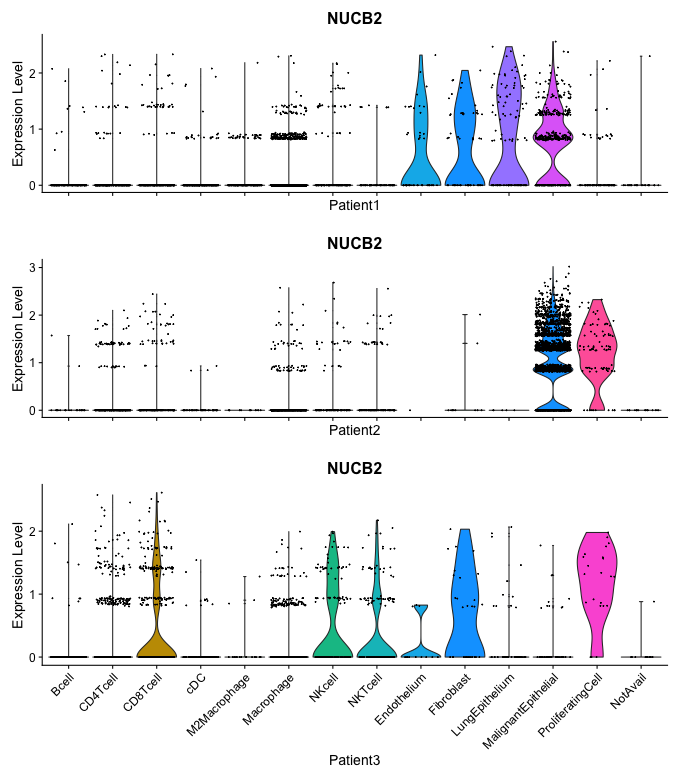 NUCB2
Expression Level
2
1
0
Patient1
NUCB2
Expression Level
3
2
1
0
Patient2
NUCB2
Expression Level
2
1
0
Bcell
CD4Tcell
CD8Tcell
cDC
M2Macrophage
Macrophage
NKcell
NKTcell
Endothelium
Fibroblast
LungEpithelium
MalignantEpithelial
ProliferatingCell
NotAvail
Patient3